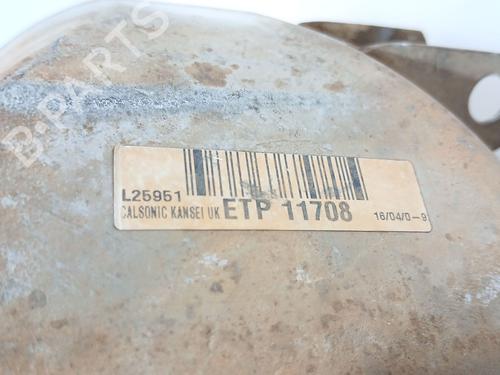 B-PARTS
L25951
CALSONIC KANSEI UK ETP 11708 16/04/0-9